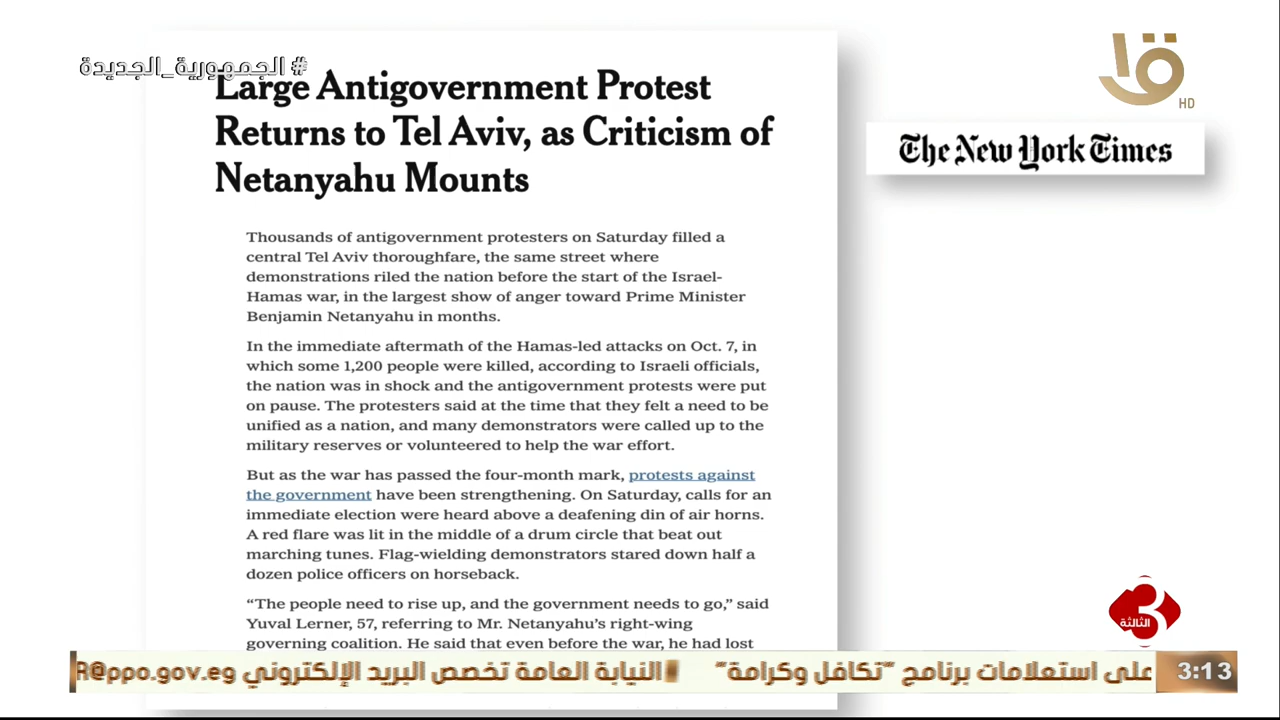 # الجمهورية_الجديدة
HD
The New York Times
Large Antigovernment Protest
Returns to Tel Aviv, as Criticism of
Netanyahu Mounts
Thousands of antigovernment protesters on Saturday filled a
central Tel Aviv thoroughfare, the same street where
demonstrations riled the nation before the start of the Israel-
Hamas war, in the largest show of anger toward Prime Minister
Benjamin Netanyahu in months.
In the immediate aftermath of the Hamas-led attacks on Oct. 7, in
which some 1,200 people were killed, according to Israeli officials,
the nation was in shock and the antigovernment protests were put
on pause. The protesters said at the time that they felt a need to be
unified as a nation, and many demonstrators were called up to the
military reserves or volunteered to help the war effort.
But as the war has passed the four-month mark, protests against
the government have been strengthening. On Saturday, calls for an
immediate election were heard above a deafening din of air horns.
A red flare was lit in the middle of a drum circle that beat out
marching tunes. Flag-wielding demonstrators stared down half a
dozen police officers on horseback.
“The people need to rise up, and the government needs to go,” said
Yuval Lerner, 57, referring to Mr. Netanyahu’s right-wing
governing coalition. He said that even before the war, he had lost
3
الثالثة
على استعلامات برنامج "تكافل وكرامة" النيابة العامة تخصص البريد الإلكتروني R@ppo.gov.eg
3:13